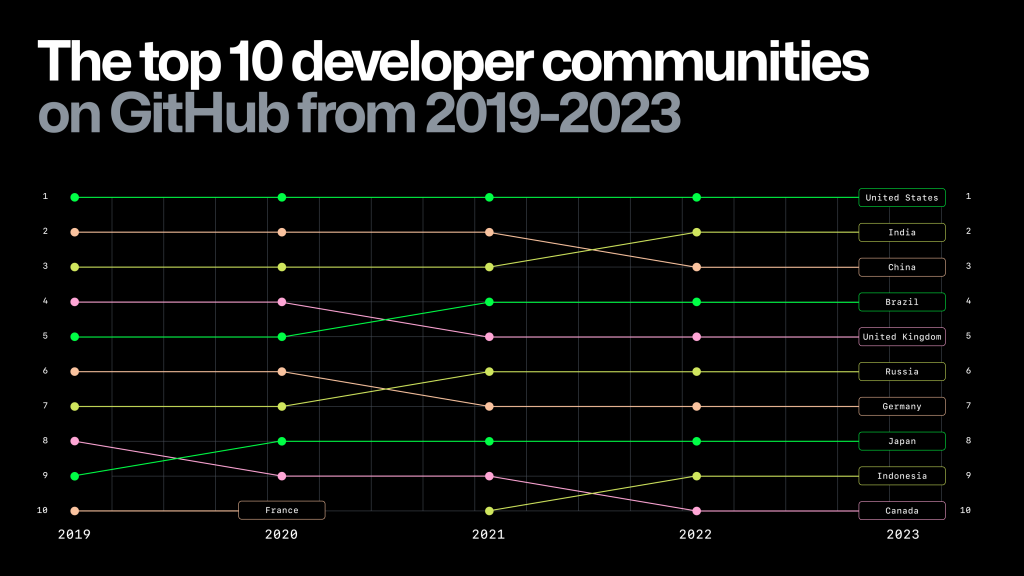 The top 10 developer communities
on GitHub from 2019-2023
1 United States 1
2 India 2
3 China 3
4 Brazil 4
5 United Kingdom 5
6 Russia 6
7 Germany 7
8 Japan 8
9 Indonesia 9
10 France Canada 10
2019 2020 2021 2022 2023